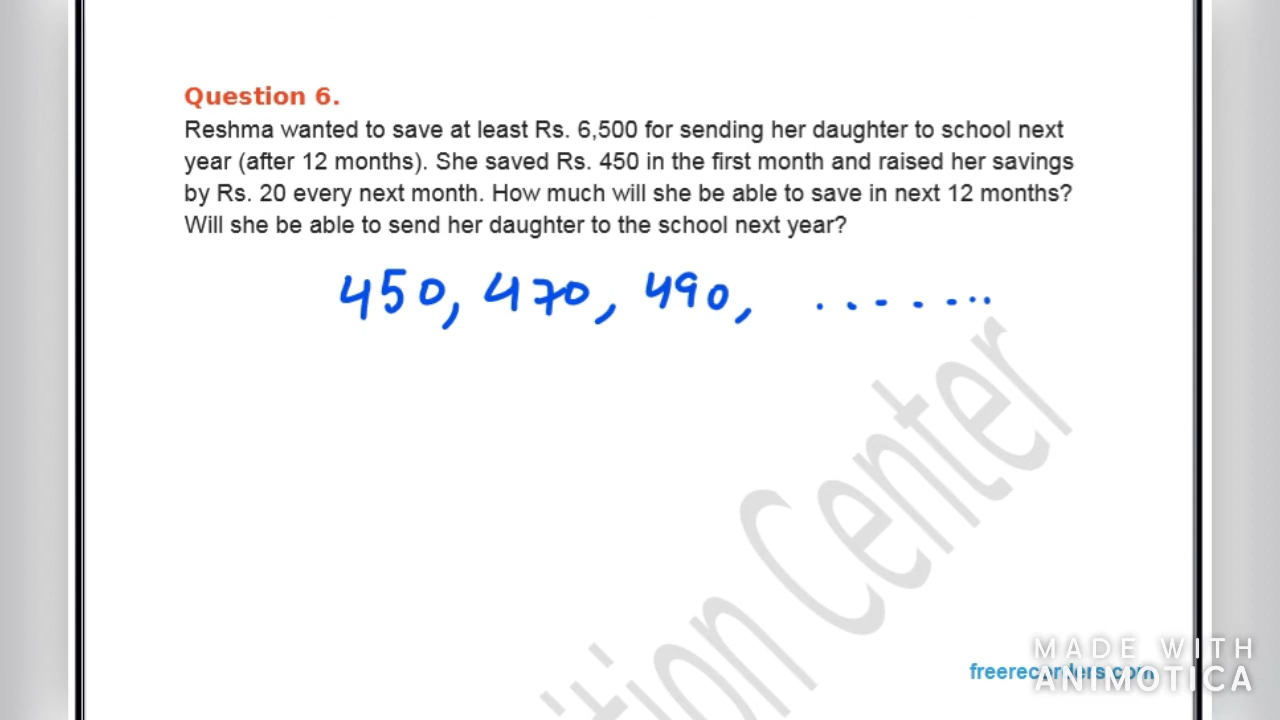 Question 6.
Reshma wanted to save at least Rs. 6,500 for sending her daughter to school next
year (after 12 months). She saved Rs. 450 in the first month and raised her savings
by Rs. 20 every next month. How much will she be able to save in next 12 months?
Will she be able to send her daughter to the school next year?
450, 470, 490, .......
Center
MADE WITH
ANIMOTICA